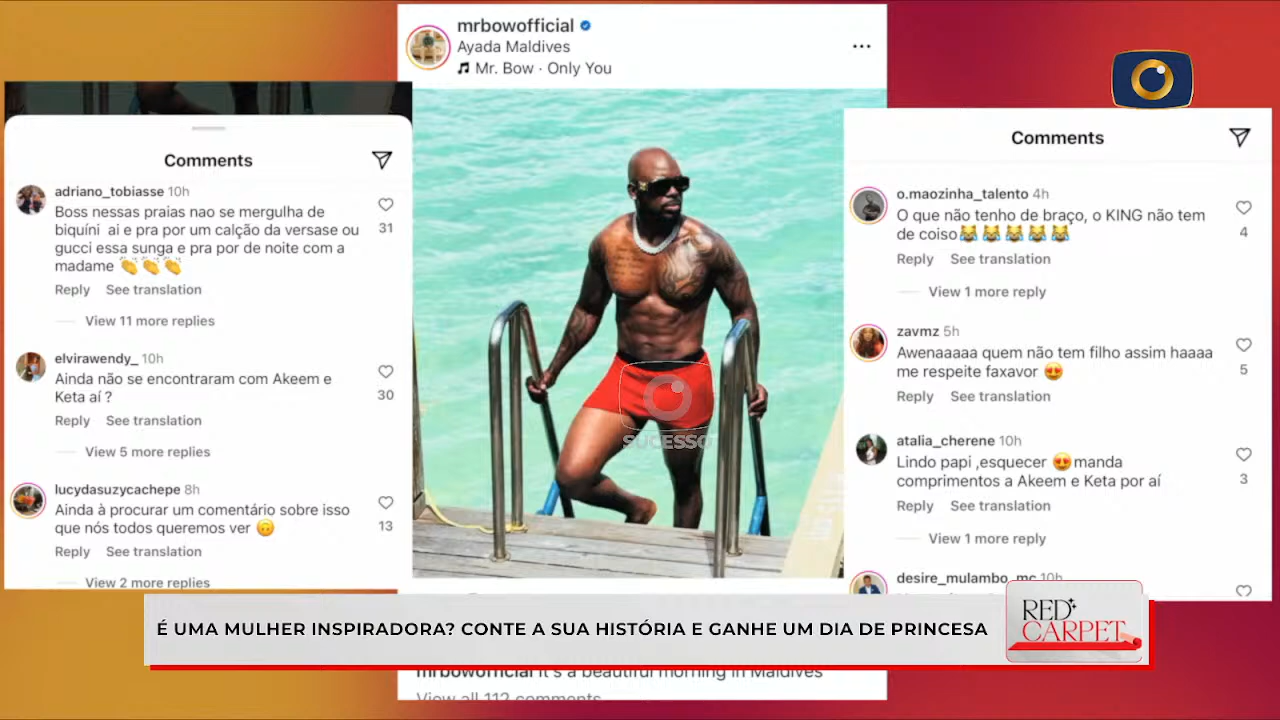 mrbowofficial
Ayada Maldives
Mr. Bow · Only You
Comments
adriano_tobiasse 10h
Boss nessas praias nao se mergulha de
biquíni ai e pra por um calção da versase ou
gucci essa sunga e pra por de noite com a
madame 👏👏👏
31
Reply See translation
View 11 more replies
elvirawendy_ 10h
Ainda não se encontraram com Akeem e
Keta aí ?
30
Reply See translation
View 5 more replies
lucydasuzycachepe 8h
Ainda à procurar um comentário sobre isso
que nós todos queremos ver 🙃
13
Reply See translation
View 2 more replies
SUCESSO
Comments
o.maozinha_talento 4h
O que não tenho de braço, o KING não tem
de coiso😹😹😹😹😹
4
Reply See translation
View 1 more reply
zavmz 5h
Awenaaaaa quem não tem filho assim haaaa
me respeite faxavor 😍
5
Reply See translation
atalia_cherene 10h
Lindo papi ,esquecer 😍manda
comprimentos a Akeem e Keta por aí
3
Reply See translation
View 1 more reply
desire_mulambo_mc 10h
É UMA MULHER INSPIRADORA? CONTE A SUA HISTÓRIA E GANHE UM DIA DE PRINCESA
RED
CARPET
mrbowofficial It's a beautiful morning in Maldives
View all 112 comments